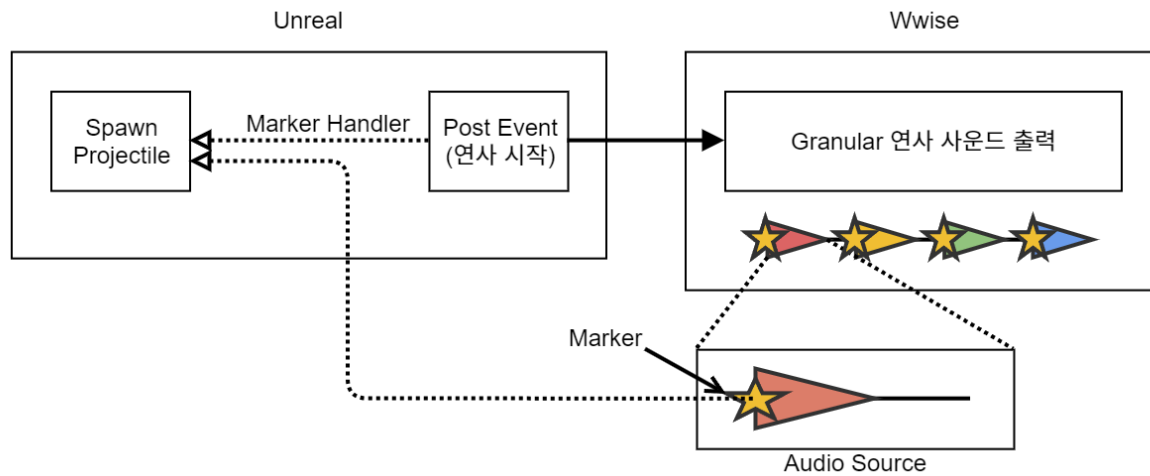 Unreal
Wwise
Spawn
Projectile
Marker Handler
Post Event
(연사 시작)
Granular 연사 사운드 출력
Marker
Audio Source